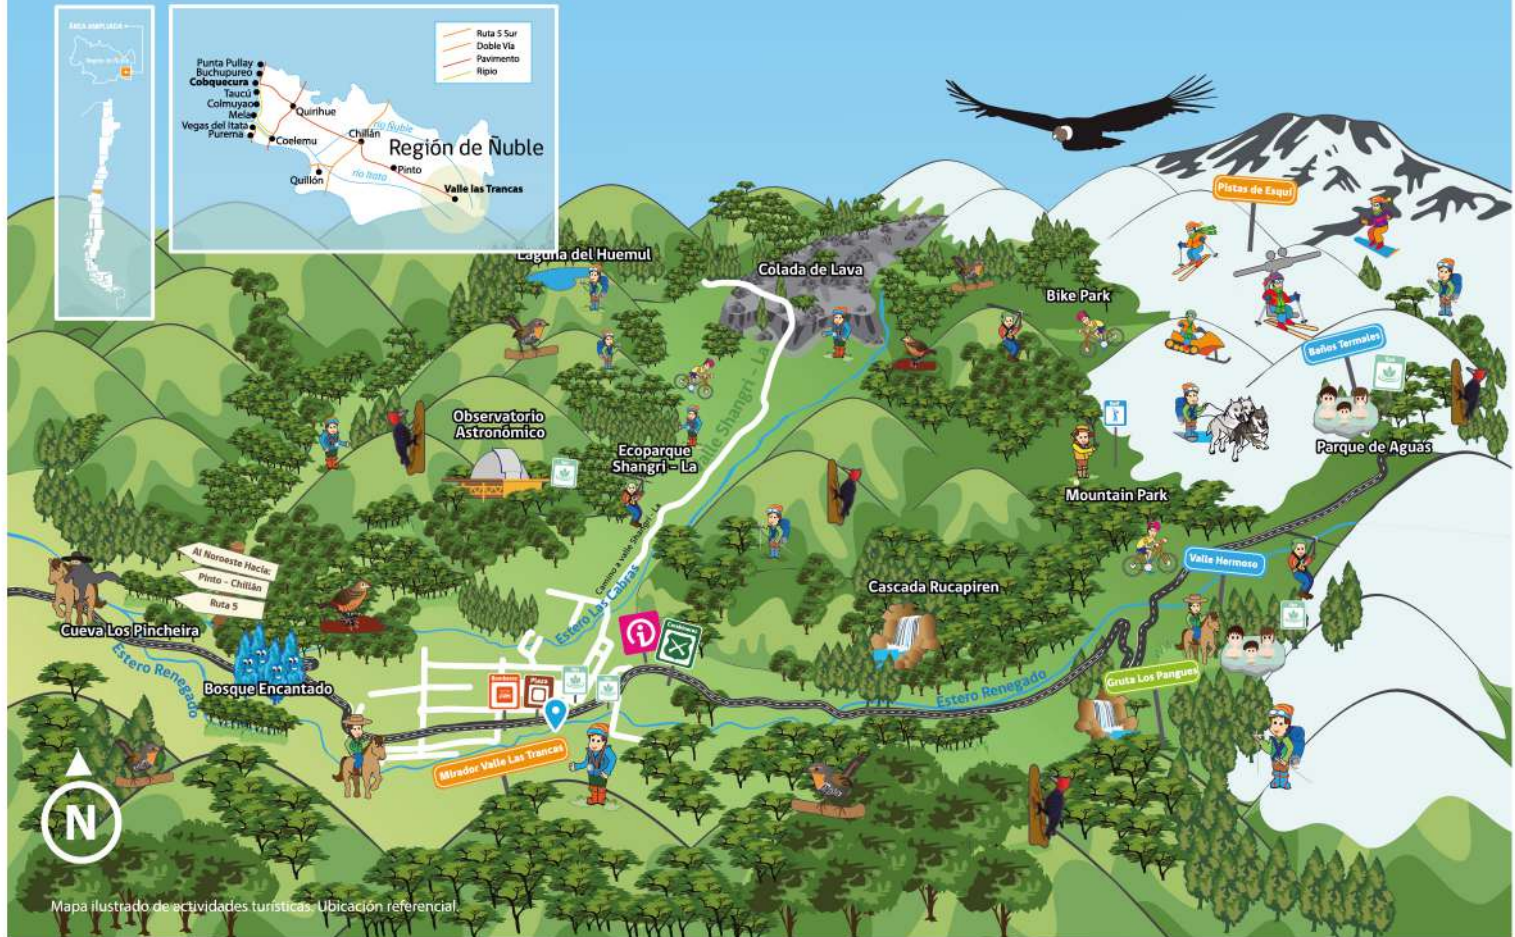 ÁREA AMPLIADA
Región de Ñuble
Ruta 5 Sur
Doble Vía
Pavimento
Ripio
Punta Pullay
Buchupureo
Cobquecura
Taucú
Colmuyao
Mela
Vegas del Itata
Purema
Quirihue
Coelemu
río Ñuble
Chillán
Región de Ñuble
Pinto
Quillón
río Itata
Valle las Trancas
Pistas de Esquí
Laguna del Huemul
Colada de Lava
Bike Park
Baños Termales
Valle Shangri – La
Observatorio
Astronómico
Ecoparque
Shangri – La
Parque de Aguas
Mountain Park
Camino a valle Shangri-La
Al Noroeste Hacia:
Pinto – Chillán
Ruta 5
Valle Hermoso
Cascada Rucapiren
Estero Las Cabras
Cueva Los Pincheira
Carabineros
Estero Renegado
Bosque Encantado
Bomberos
Plaza
Estero Renegado
Gruta Los Pangues
Mirador Valle Las Trancas
N
Mapa ilustrado de actividades turísticas. Ubicación referencial.